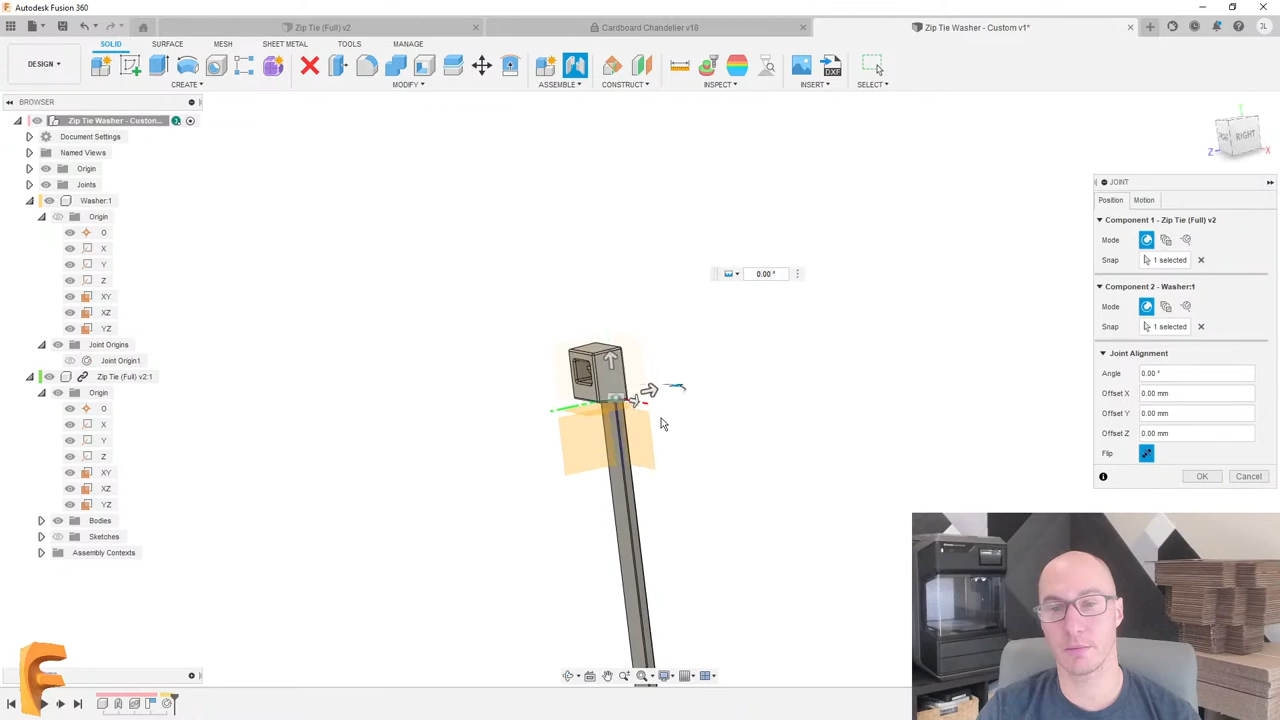 Autodesk Fusion 360
Zip Tie (Full) v2
Cardboard Chandelier v18
Zip Tie Washer - Custom v1*
JL
DESIGN
SOLID
SURFACE
MESH
SHEET METAL
TOOLS
MANAGE
CREATE
MODIFY
ASSEMBLE
CONSTRUCT
INSPECT
INSERT
SELECT
DXF
BROWSER
Zip Tie Washer - Custom...
Document Settings
Named Views
Origin
Joints
Washer:1
Origin
O
X
Y
Z
XY
XZ
YZ
Joint Origins
Joint Origin1
Zip Tie (Full) v2:1
Origin
O
X
Y
Z
XY
XZ
YZ
Bodies
Sketches
Assembly Contexts
0.00 °
RIGHT
Y
Z
X
JOINT
Position
Motion
Component 1 - Zip Tie (Full) v2
Mode
Snap
1 selected
Component 2 - Washer:1
Mode
Snap
1 selected
Joint Alignment
Angle
0.00 °
Offset X
0.00 mm
Offset Y
0.00 mm
Offset Z
0.00 mm
Flip
OK
Cancel